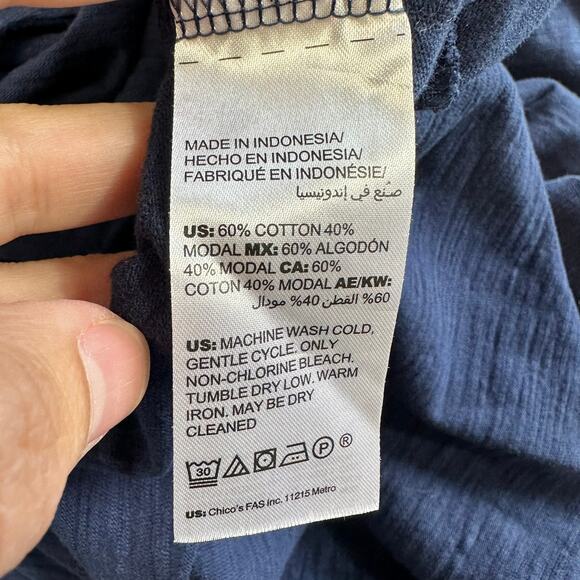 MADE IN INDONESIA/
HECHO EN INDONESIA/
FABRIQUÉ EN INDONÉSIE/
صنع في إندونيسيا
US: 60% COTTON 40%
MODAL MX: 60% ALGODÓN
40% MODAL CA: 60%
COTON 40% MODAL AE/KW:
60% القطن 40% مودال
US: MACHINE WASH COLD,
GENTLE CYCLE. ONLY
NON-CHLORINE BLEACH.
TUMBLE DRY LOW. WARM
IRON. MAY BE DRY
CLEANED
30 P ®
US: Chico's FAS inc. 11215 Metro